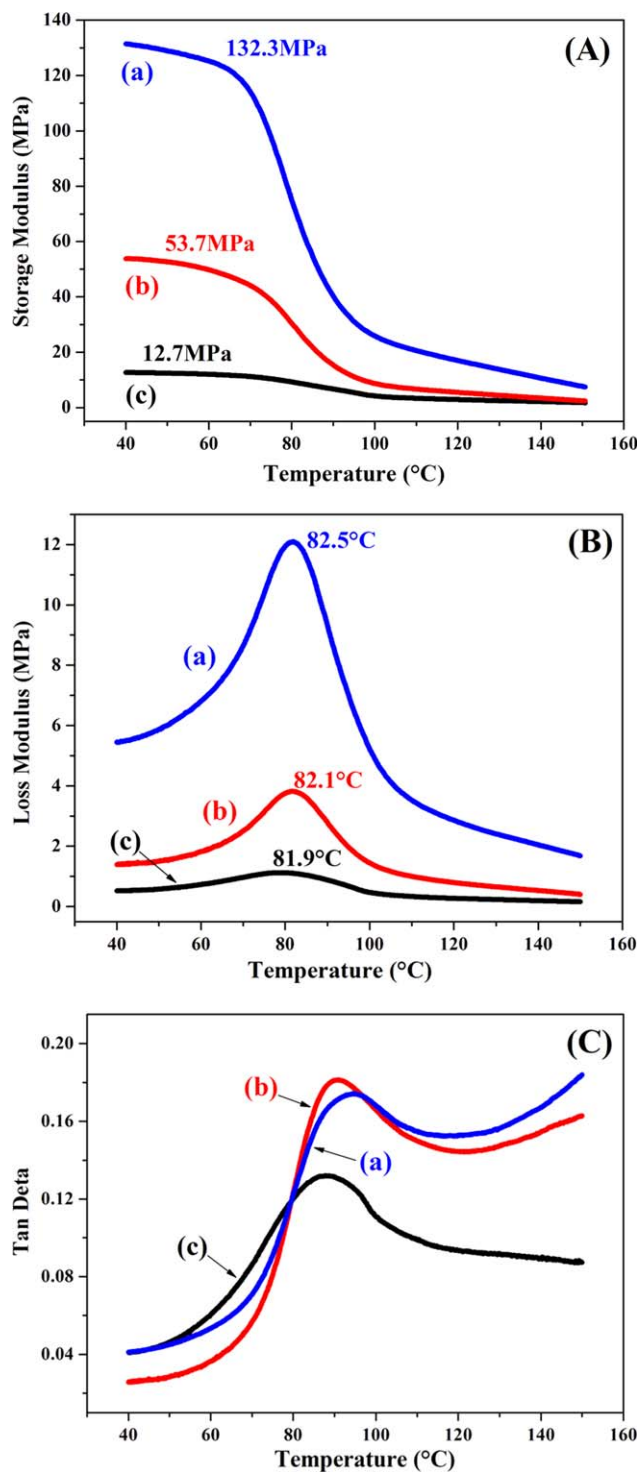 (A)
132.3MPa
(a)
53.7MPa
(b)
12.7MPa
(c)
Storage Modulus (MPa)
140
120
100
80
60
40
20
0
40 60 80 100 120 140 160
Temperature (°C)
(B)
82.5°C
(a)
82.1°C
(b)
(c)
81.9°C
Loss Modulus (MPa)
12
10
8
6
4
2
0
40 60 80 100 120 140 160
Temperature (°C)
(C)
(b)
(a)
(c)
Tan Deta
0.20
0.16
0.12
0.08
0.04
40 60 80 100 120 140 160
Temperature (°C)